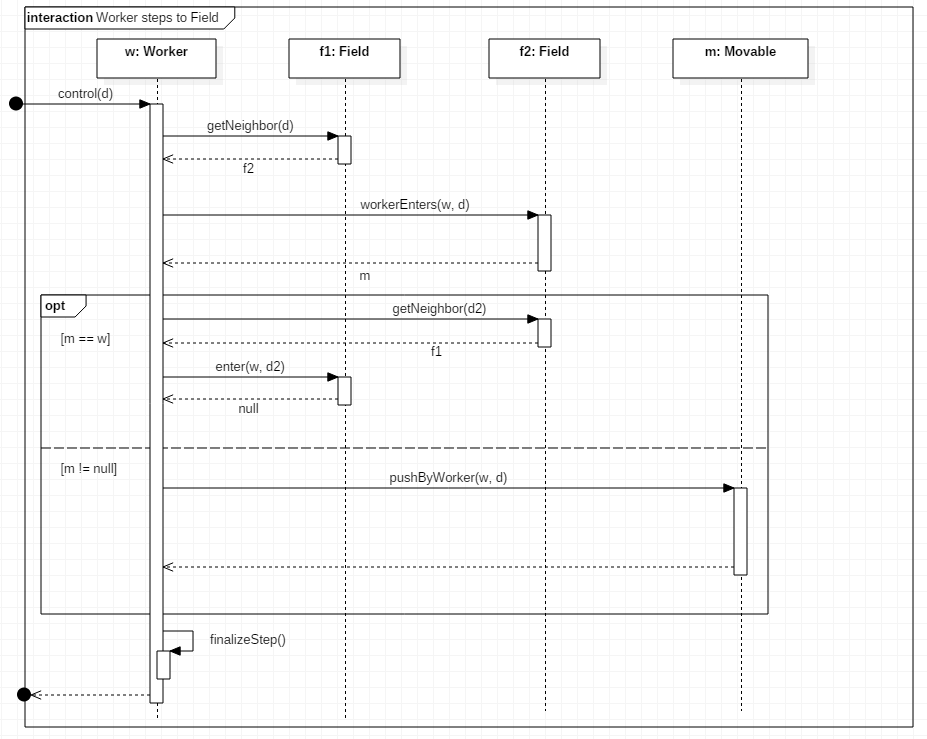 interaction Worker steps to Field
w: Worker
f1: Field
f2: Field
m: Movable
control(d)
getNeighbor(d)
f2
workerEnters(w, d)
m
opt
getNeighbor(d2)
[m == w]
f1
enter(w, d2)
null
[m != null]
pushByWorker(w, d)
finalizeStep()